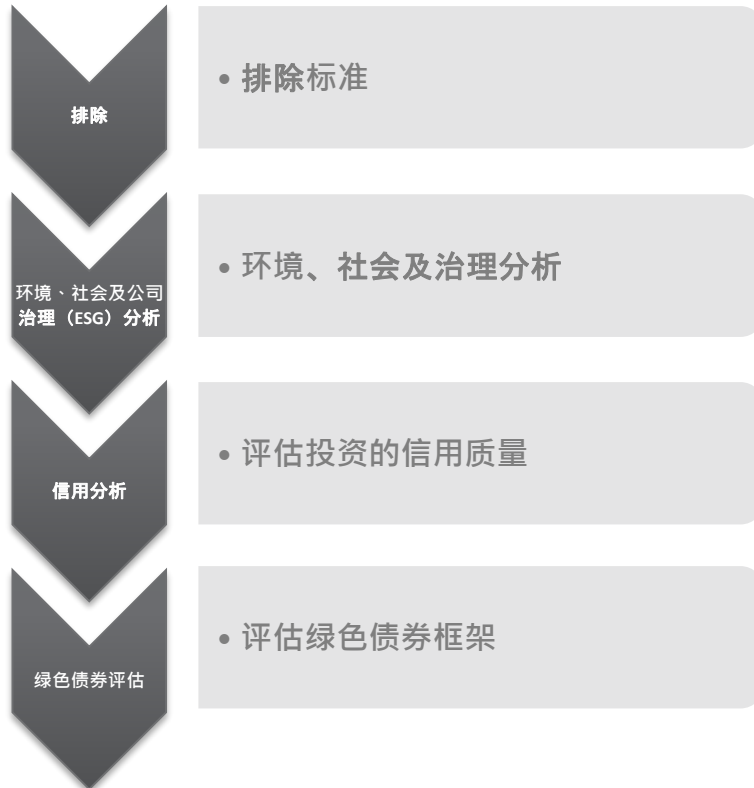 排除
• 排除标准
环境、社会及公司
治理（ESG）分析
• 环境、社会及治理分析
信用分析
• 评估投资的信用质量
绿色债券评估
• 评估绿色债券框架